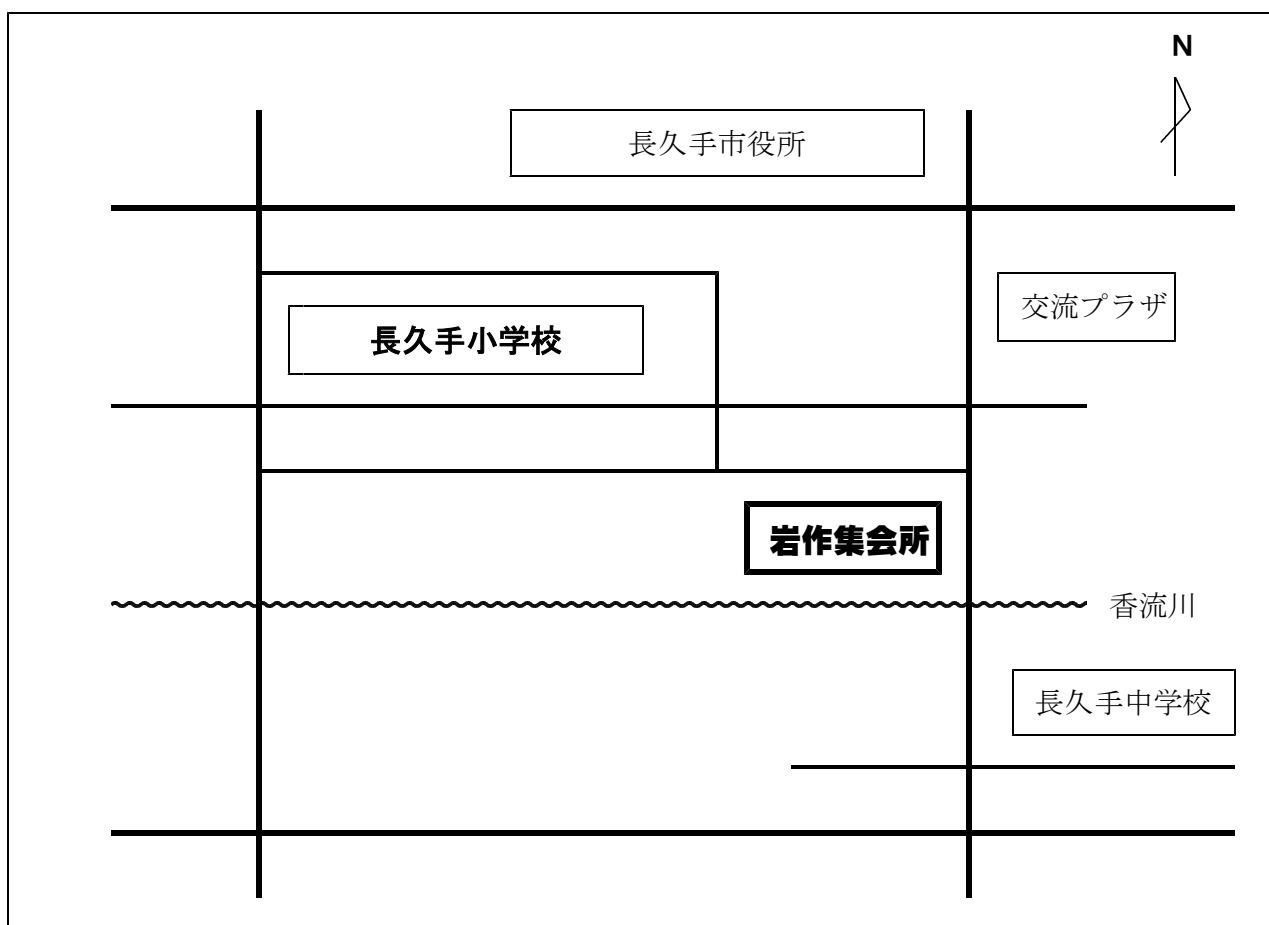 N
長久手市役所
交流プラザ
長久手小学校
岩作集会所
香流川
長久手中学校